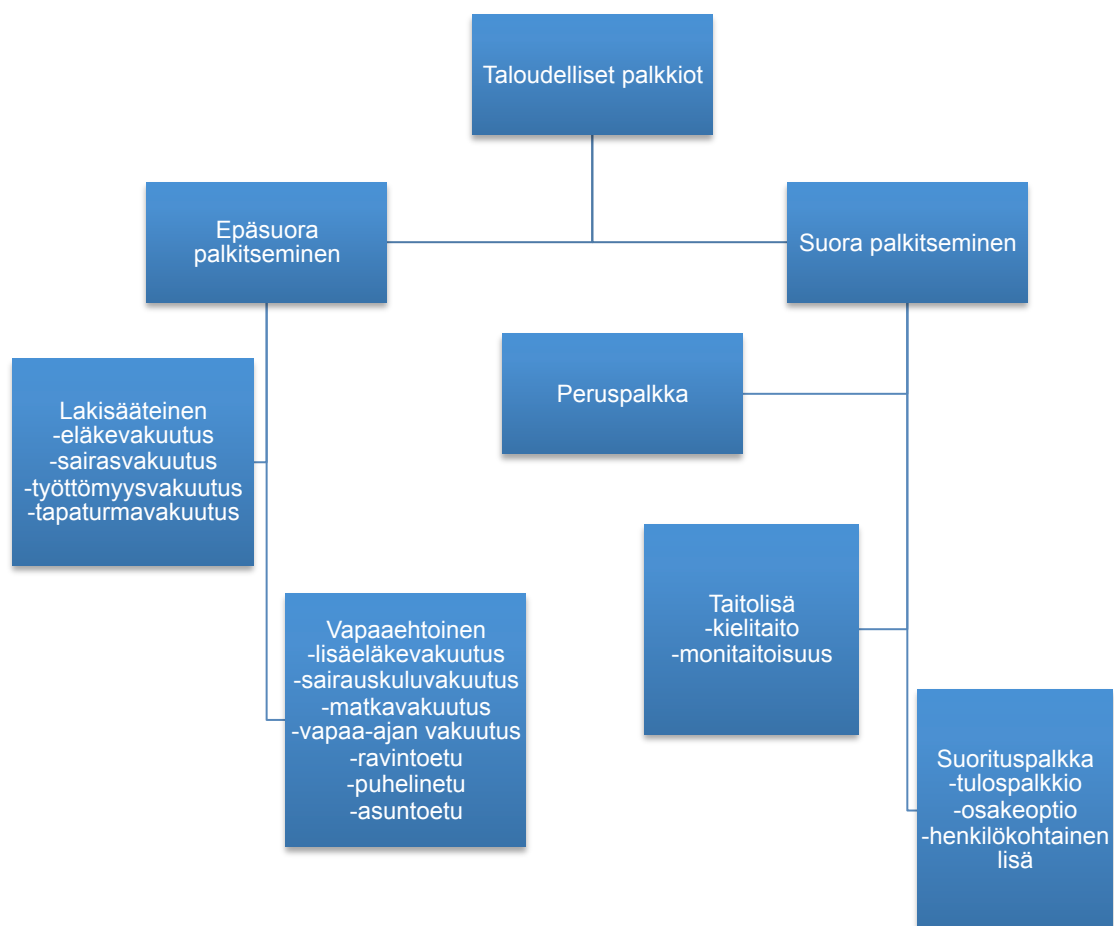 Taloudelliset palkkiot
Epäsuora
palkitseminen
Suora palkitseminen
Lakisääteinen
-eläkevakuutus
-sairasvakuutus
-työttömyysvakuutus
-tapaturmavakuutus
Vapaaehtoinen
-lisäeläkevakuutus
-sairauskuluvakuutus
-matkavakuutus
-vapaa-ajan vakuutus
-ravintoetu
-puhelinetu
-asuntoetu
Peruspalkka
Taitolisä
-kielitaito
-monitaitoisuus
Suorituspalkka
-tulospalkkio
-osakeoptio
-henkilökohtainen
lisä